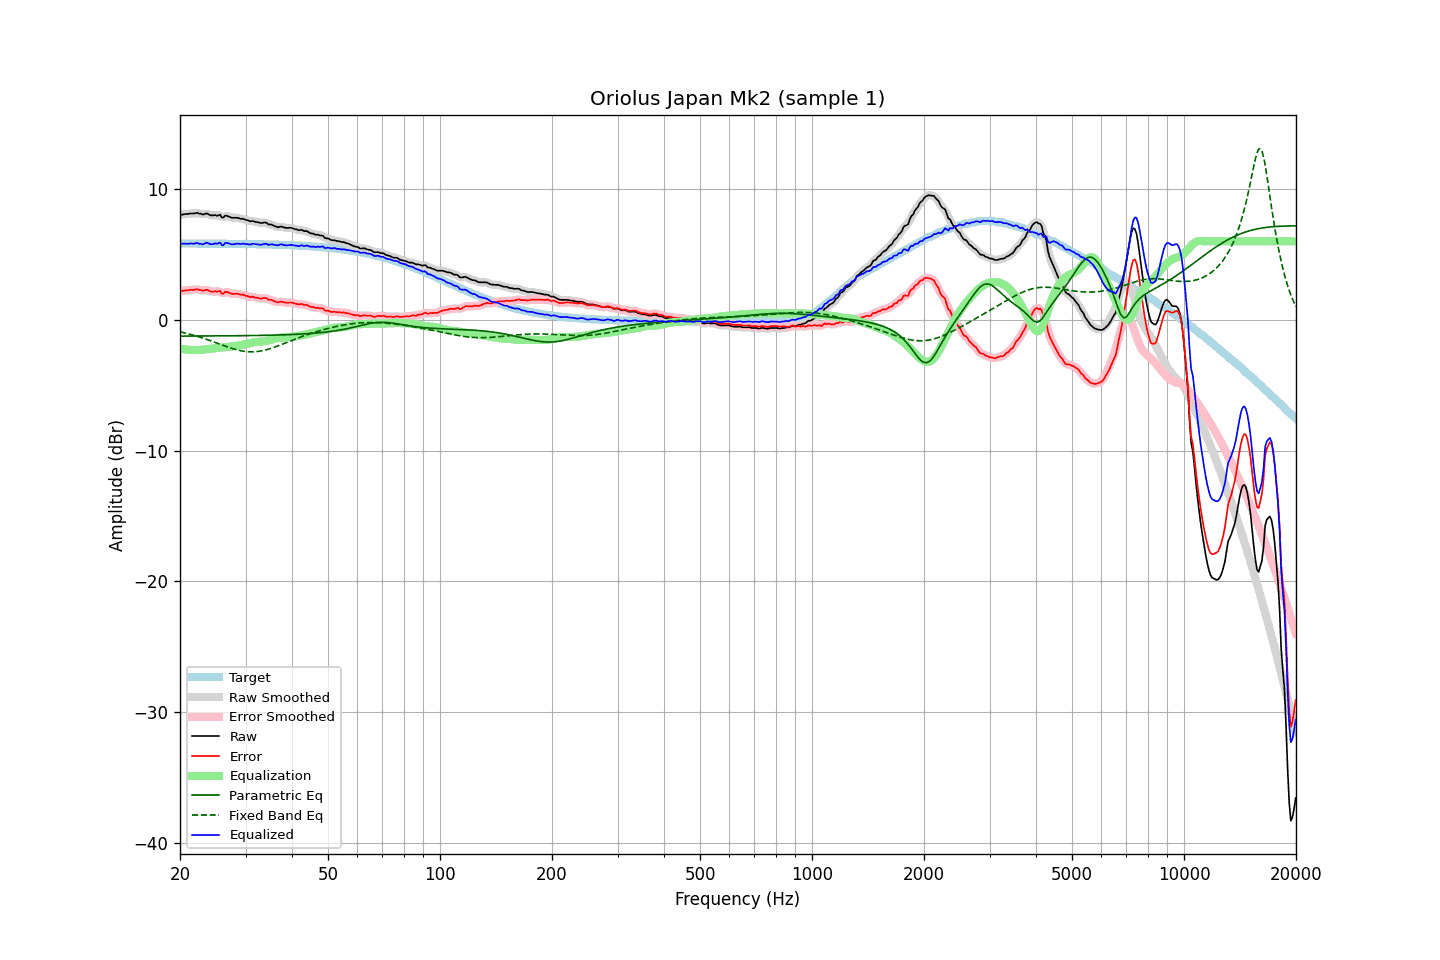 Oriolus Japan Mk2 (sample 1)
Amplitude (dBr)
10
0
−10
−20
−30
−40
Target
Raw Smoothed
Error Smoothed
Raw
Error
Equalization
Parametric Eq
Fixed Band Eq
Equalized
20 50 100 200 500 1000 2000 5000 10000 20000
Frequency (Hz)